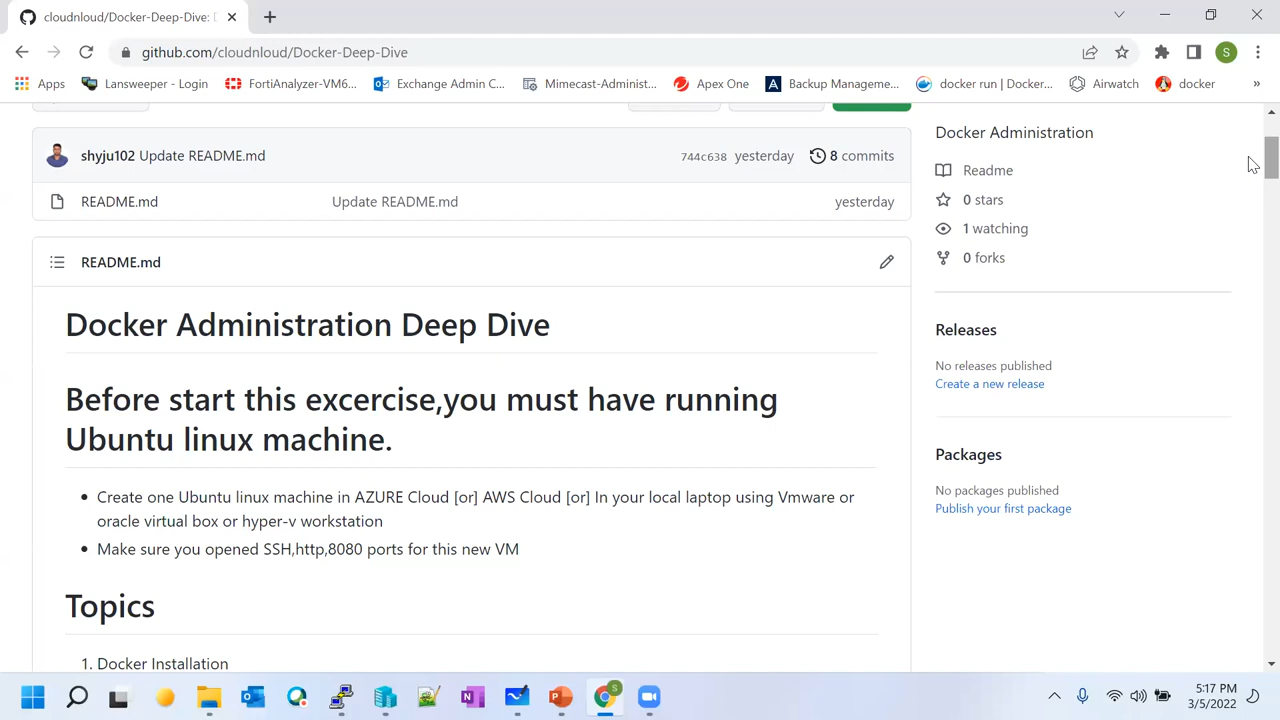 cloudnloud/Docker-Deep-Dive: D
github.com/cloudnloud/Docker-Deep-Dive
S
Apps
Lansweeper - Login
FortiAnalyzer-VM6...
Exchange Admin C...
Mimecast-Administ...
Apex One
Backup Manageme...
docker run | Docker...
Airwatch
docker
»
shyju102 Update README.md
744c638 yesterday
8 commits
README.md
Update README.md
yesterday
README.md
Docker Administration Deep Dive
Before start this excercise,you must have running
Ubuntu linux machine.
Create one Ubuntu linux machine in AZURE Cloud [or] AWS Cloud [or] In your local laptop using Vmware or
oracle virtual box or hyper-v workstation
Make sure you opened SSH,http,8080 ports for this new VM
Topics
1. Docker Installation
Docker Administration
Readme
0 stars
1 watching
0 forks
Releases
No releases published
Create a new release
Packages
No packages published
Publish your first package
5:17 PM
3/5/2022